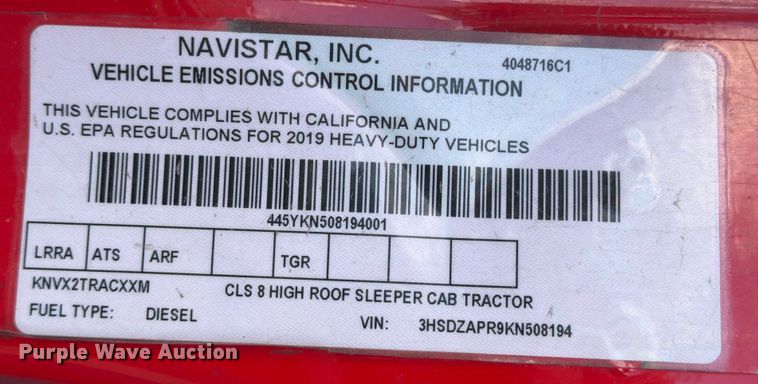 NAVISTAR, INC.
4048716C1
VEHICLE EMISSIONS CONTROL INFORMATION
THIS VEHICLE COMPLIES WITH CALIFORNIA AND
U.S. EPA REGULATIONS FOR 2019 HEAVY-DUTY VEHICLES
445YKN508194001
LRRA ATS ARF TGR
KNVX2TRACXXM CLS 8 HIGH ROOF SLEEPER CAB TRACTOR
FUEL TYPE: DIESEL VIN: 3HSDZAPR9KN508194
Purple Wave Auction